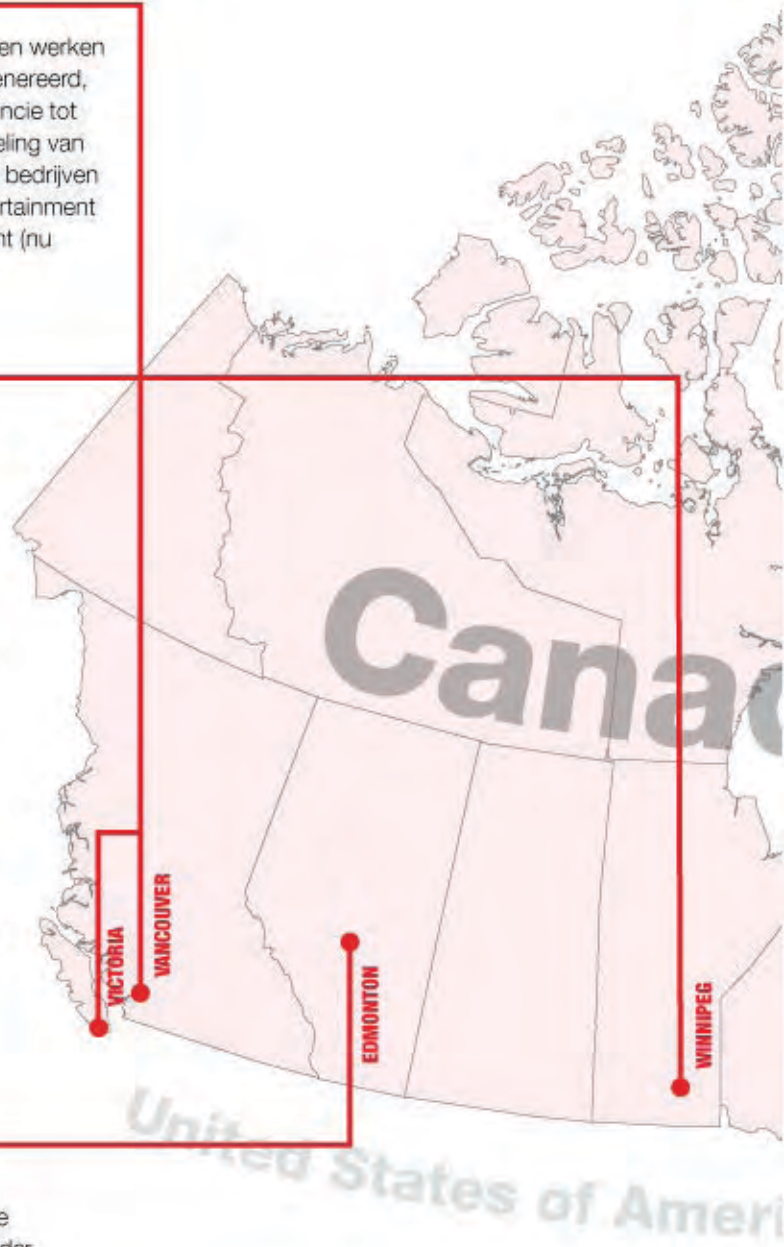 en werken
enereerd,
ncie tot
eling van
bedrijven
rtainment
nt (nu
Canad
VICTORIA
VANCOUVER
EDMONTON
WINNIPEG
United States of Ameri
e
der